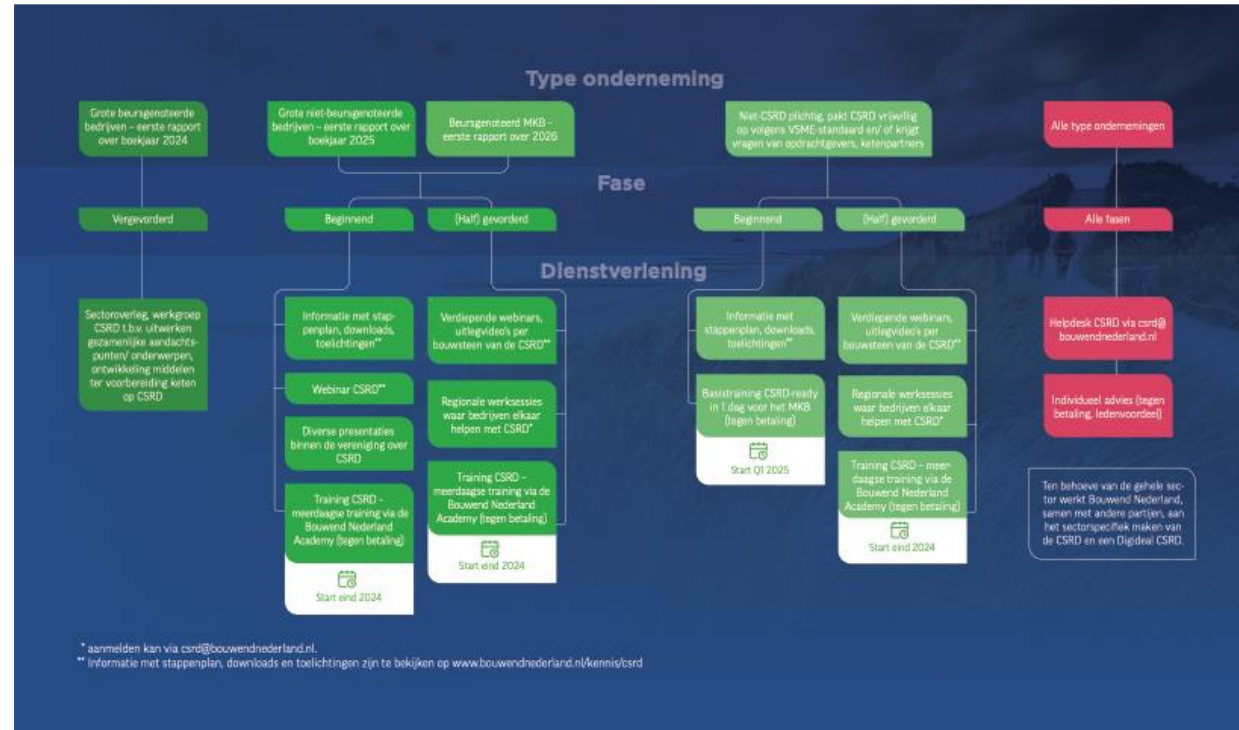 Type onderneming
Grote beursgenoteerde
bedrijven – eerste rapport
over boekjaar 2024
Grote niet-beursgenoteerde
bedrijven – eerste rapport over
boekjaar 2025
Beursgenoteerd MKB –
eerste rapport over 2026
Niet-CSRD plichtig, pakt CSRD vrijwillig
op volgens VSME-standaard en/ of krijgt
vragen van opdrachtgevers, ketenpartners
Alle type ondernemingen
Fase
Vergevorderd
Beginnend
(Half) gevorderd
Beginnend
(Half) gevorderd
Alle fasen
Dienstverlening
Sectoroverleg, werkgroep
CSRD t.b.v. uitwerken
gezamenlijke aandachts-
punten/ onderwerpen,
ontwikkeling middelen
ter voorbereiding keten
op CSRD
Informatie met stap-
penplan, downloads,
toelichtingen**
Webinar CSRD**
Diverse presentaties
binnen de vereniging over
CSRD
Training CSRD –
meerdaagse training via de
Bouwend Nederland
Academy (tegen betaling)
Start eind 2024
Verdiepende webinars,
uitlegvideo's per
bouwsteen van de CSRD**
Regionale werksessies
waar bedrijven elkaar
helpen met CSRD*
Training CSRD –
meerdaagse training via de
Bouwend Nederland
Academy (tegen betaling)
Start eind 2024
Informatie met
stappenplan, downloads,
toelichtingen**
Basistraining CSRD-ready
in 1 dag voor het MKB
(tegen betaling)
Start Q1 2025
Verdiepende webinars,
uitlegvideo's per
bouwsteen van de CSRD**
Regionale werksessies
waar bedrijven elkaar
helpen met CSRD*
Training CSRD – meer-
daagse training via de
Bouwend Nederland
Academy (tegen betaling)
Start eind 2024
Helpdesk CSRD via csrd@
bouwendnederland.nl
Individueel advies (tegen
betaling, ledenvoordeel)
Ten behoeve van de gehele sec-
tor werkt Bouwend Nederland,
samen met andere partijen, aan
het sectorspecifiek maken van
de CSRD en een Digideal CSRD.
* aanmelden kan via csrd@bouwendnederland.nl.
** Informatie met stappenplan, downloads en toelichtingen zijn te bekijken op www.bouwendnederland.nl/kennis/csrd